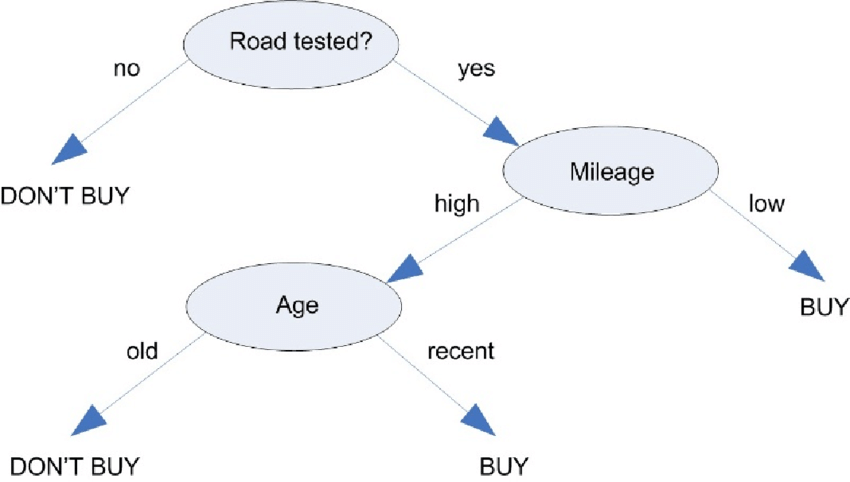 Road tested?
no
yes
DON'T BUY
Mileage
high
low
BUY
Age
old
recent
DON'T BUY
BUY